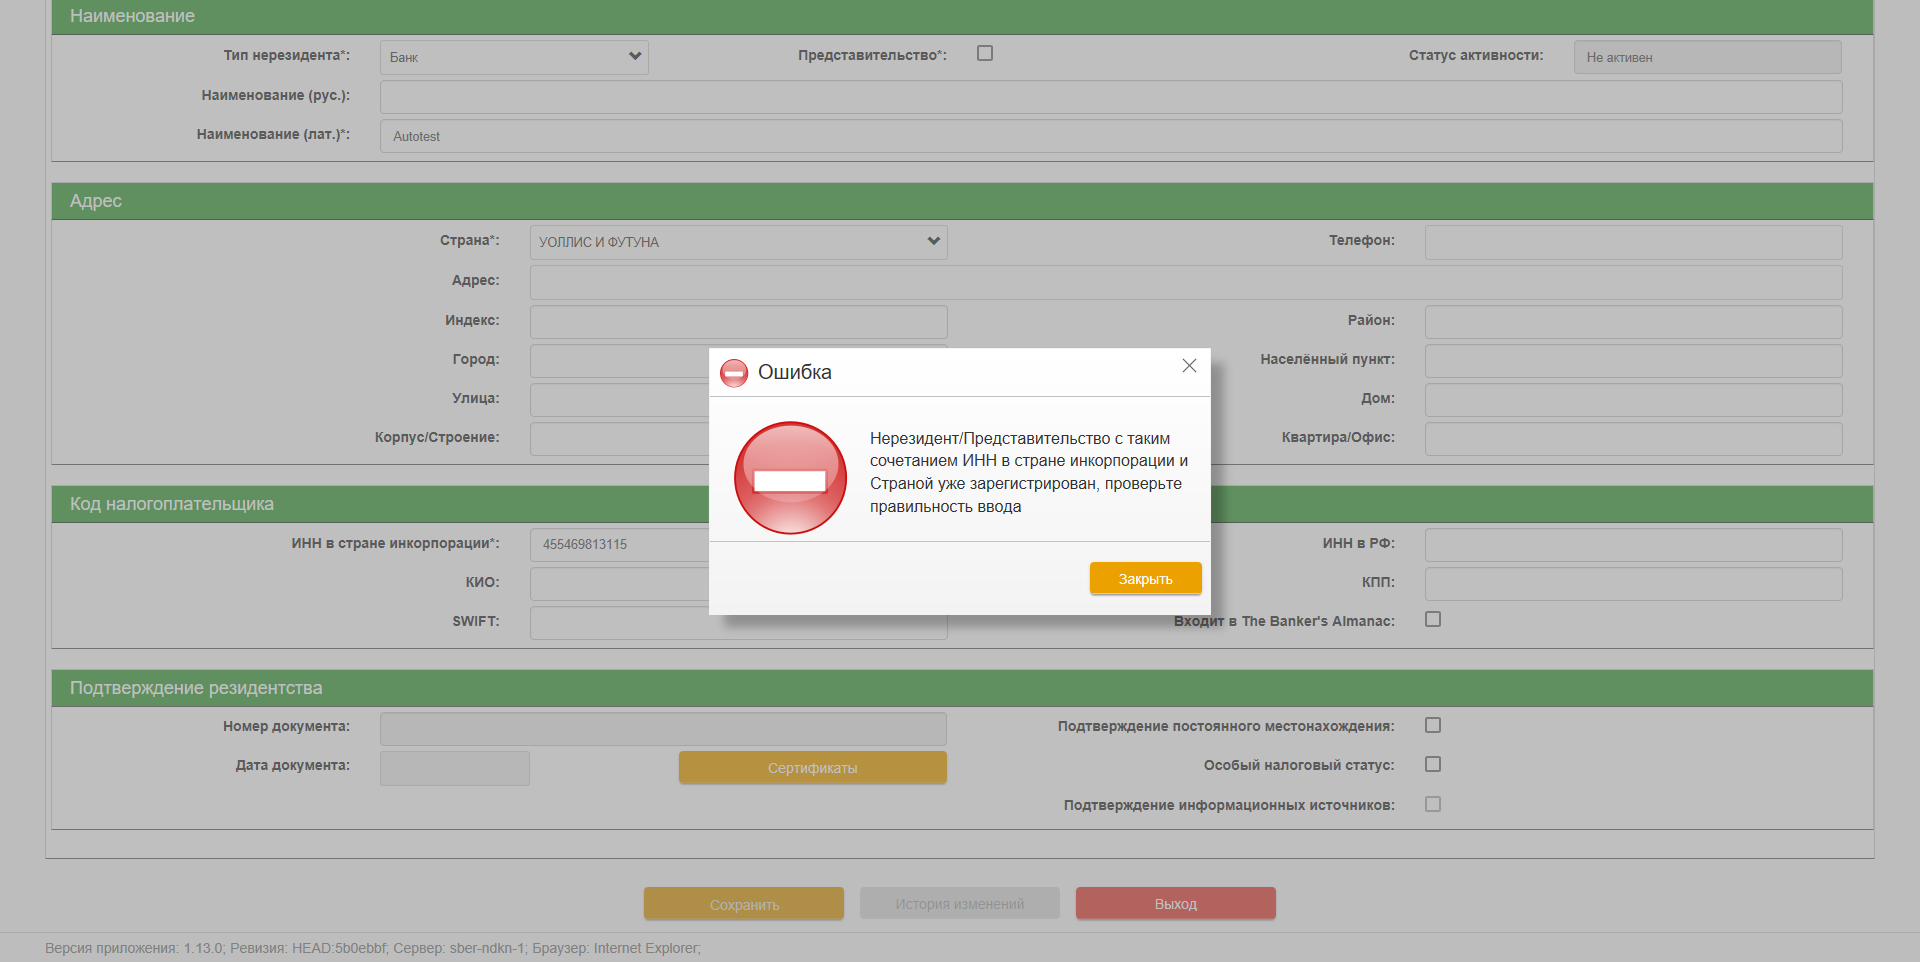 Наименование
Тип нерезидента*: Банк Представительство*: Статус активности: Не активен
Наименование (рус.):
Наименование (лат.)*: Autotest
Адрес
Страна*: УОЛЛИС И ФУТУНА Телефон:
Адрес:
Индекс: Район:
Город: Населённый пункт:
Улица: Дом:
Корпус/Строение: Квартира/Офис:
Ошибка
Нерезидент/Представительство с таким
сочетанием ИНН в стране инкорпорации и
Страной уже зарегистрирован, проверьте
правильность ввода
Закрыть
Код налогоплательщика
ИНН в стране инкорпорации*: 455469813115 ИНН в РФ:
КИО: КПП:
SWIFT: Входит в The Banker's Almanac:
Подтверждение резидентства
Номер документа: Подтверждение постоянного местонахождения:
Дата документа: Сертификаты Особый налоговый статус:
Подтверждение информационных источников:
Сохранить История изменений Выход
Версия приложения: 1.13.0; Ревизия: HEAD:5b0ebbf; Сервер: sber-ndkn-1; Браузер: Internet Explorer;